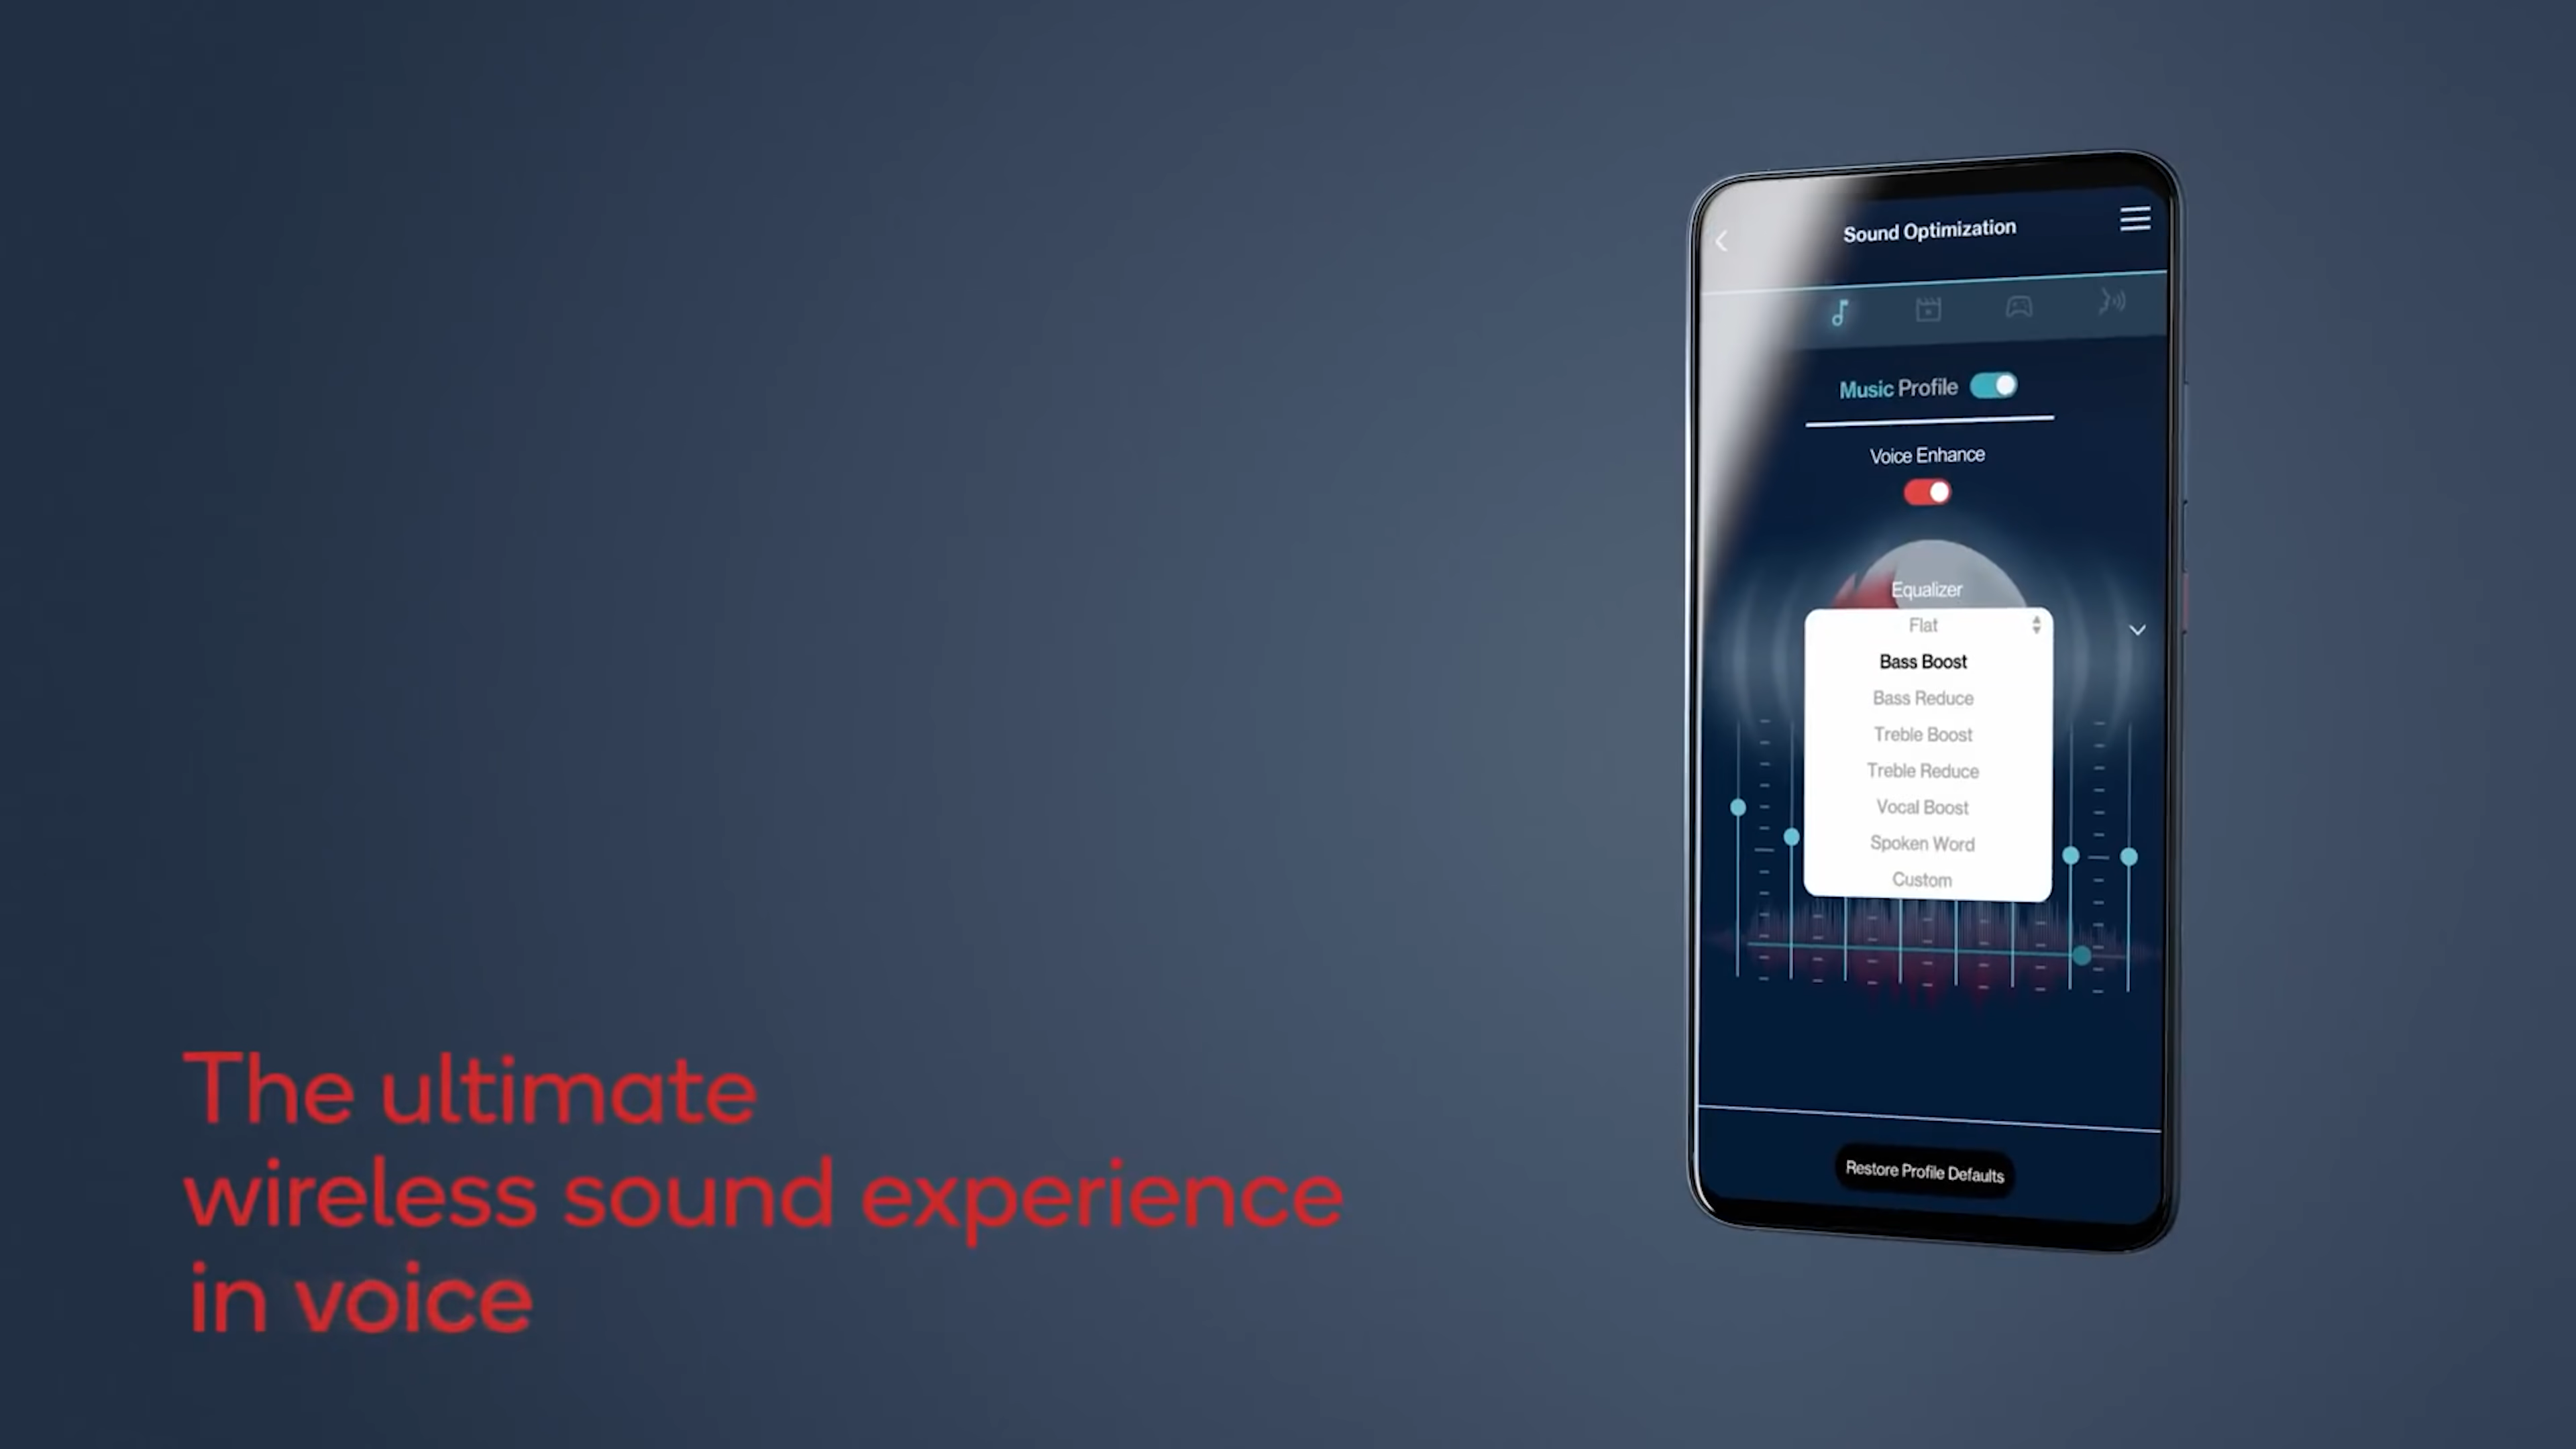 The ultimate
wireless sound experience
in voice
Sound Optimization
Music Profile
Voice Enhance
Equalizer
Flat
Bass Boost
Bass Reduce
Treble Boost
Treble Reduce
Vocal Boost
Spoken Word
Custom
Restore Profile Defaults